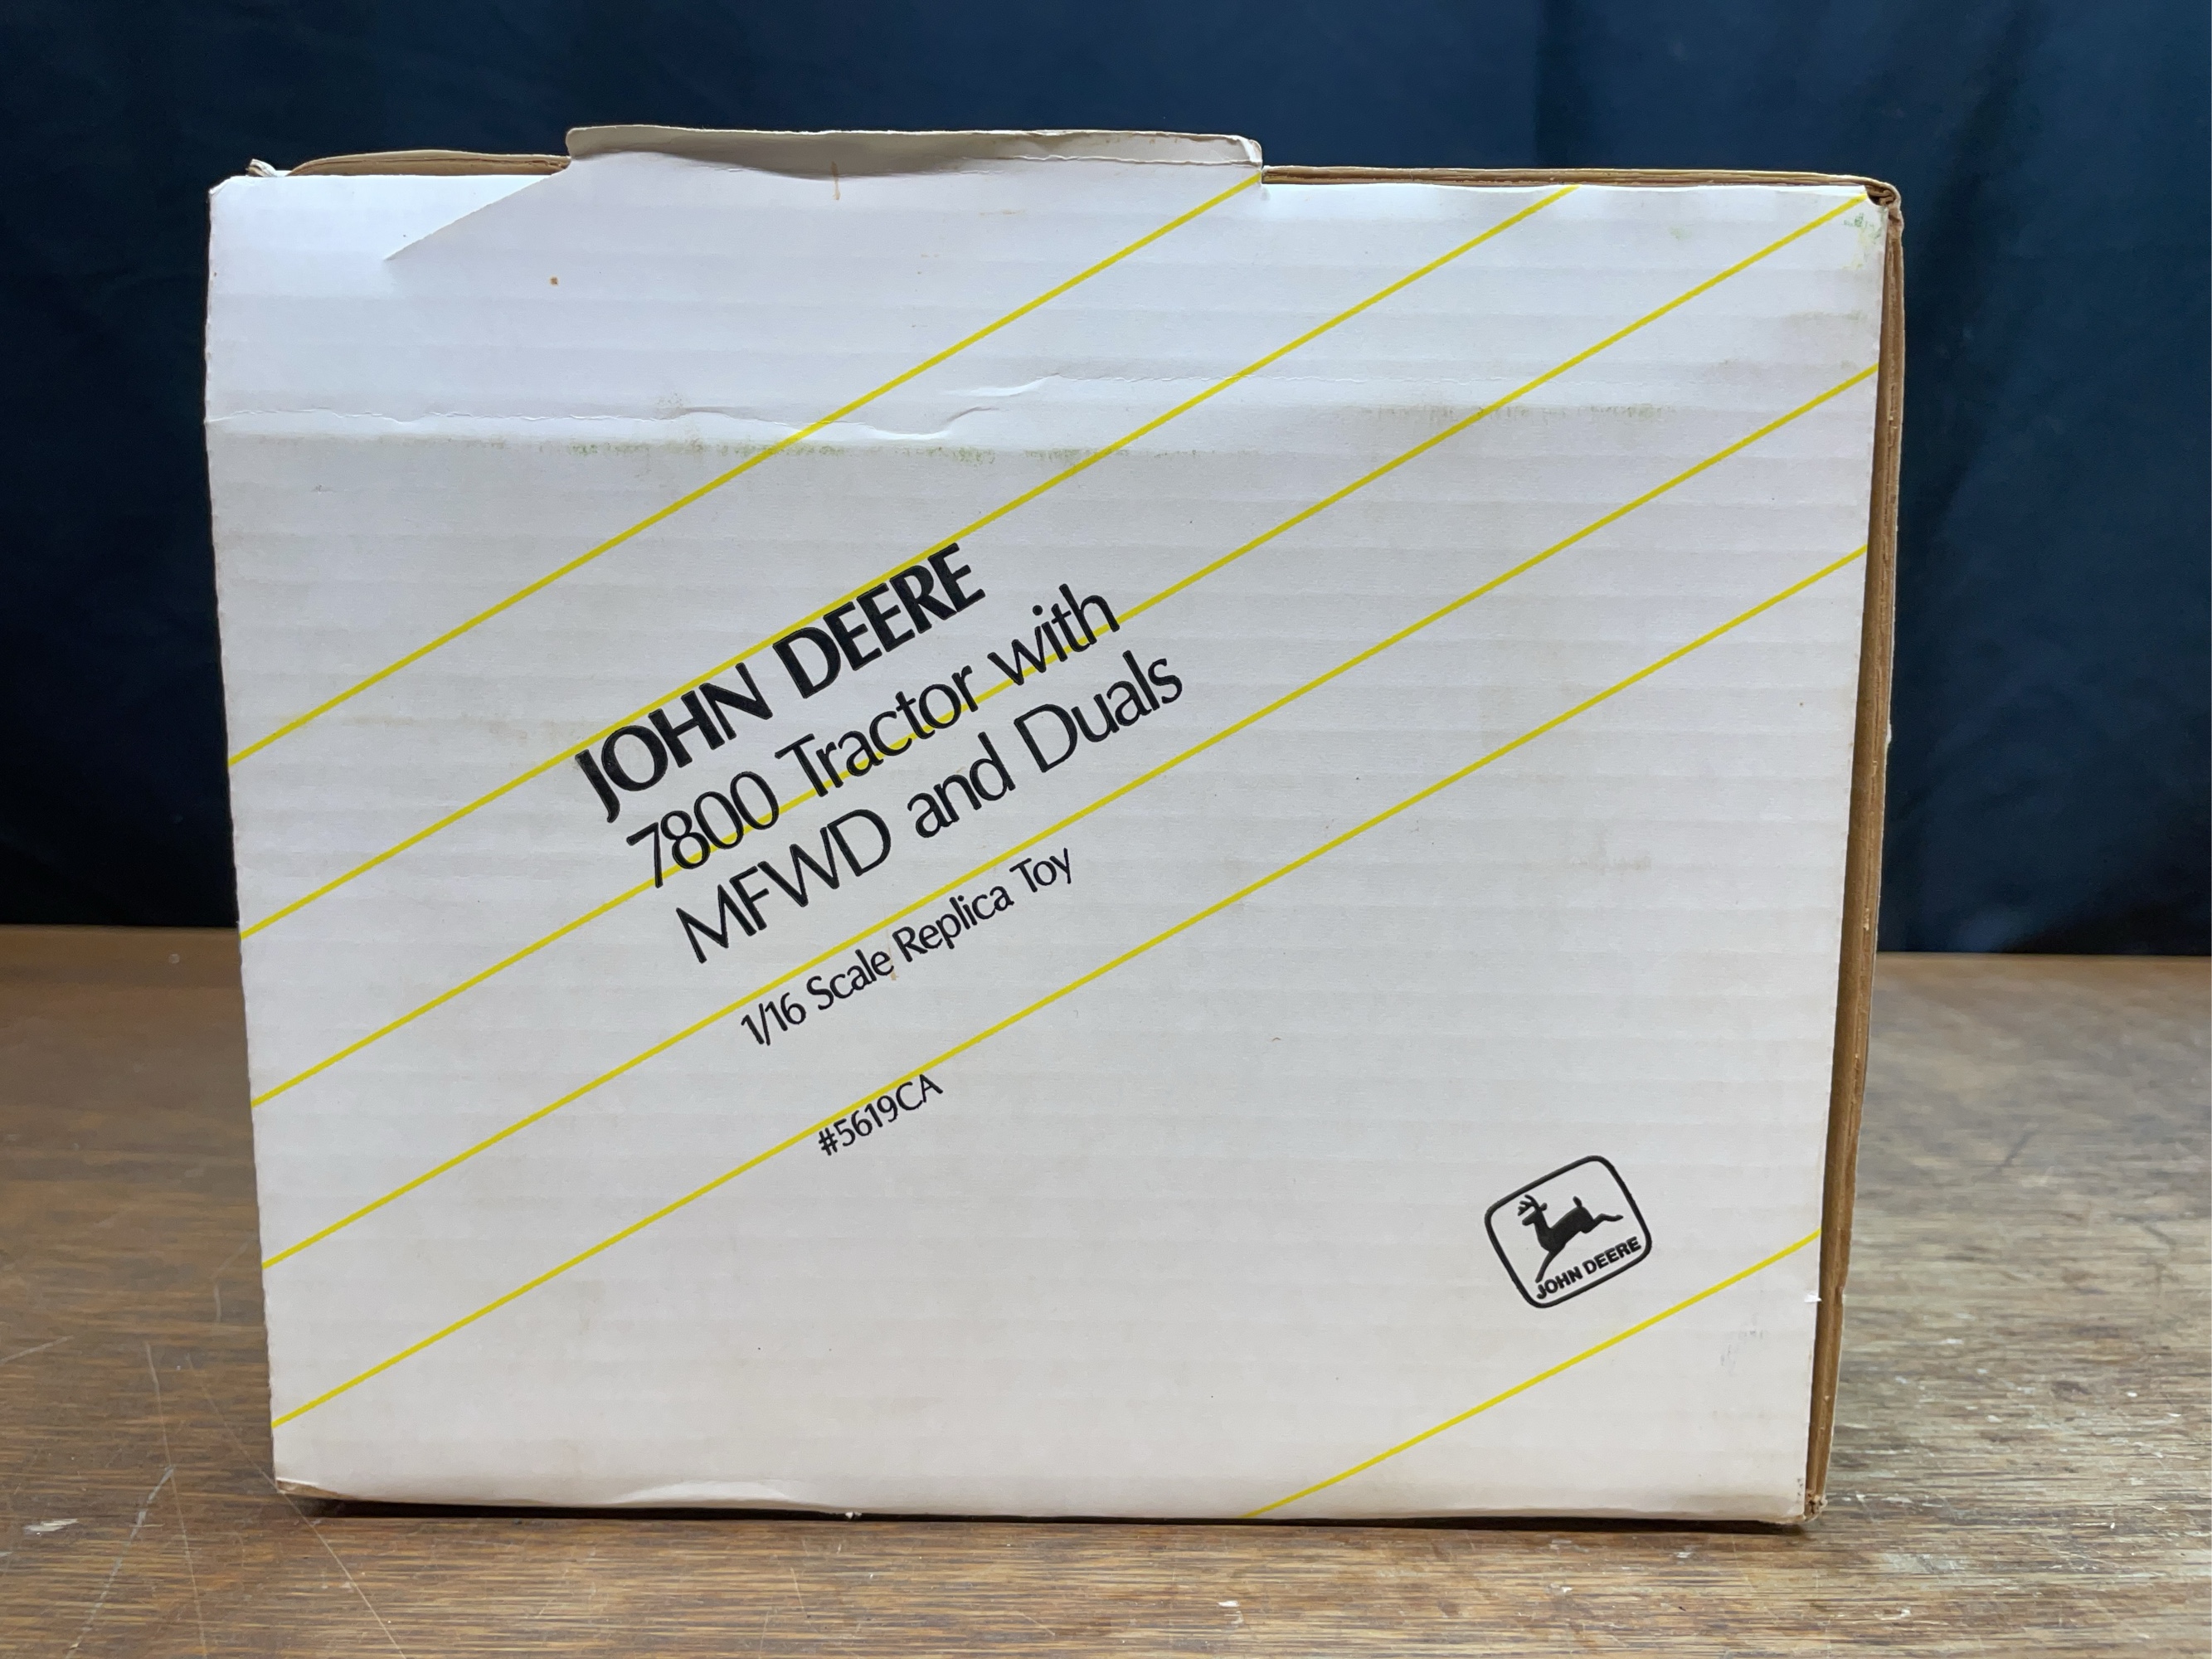 JOHN DEERE
7800 Tractor with
MFWD and Duals
1/16 Scale Replica Toy
#5619CA
JOHN DEERE